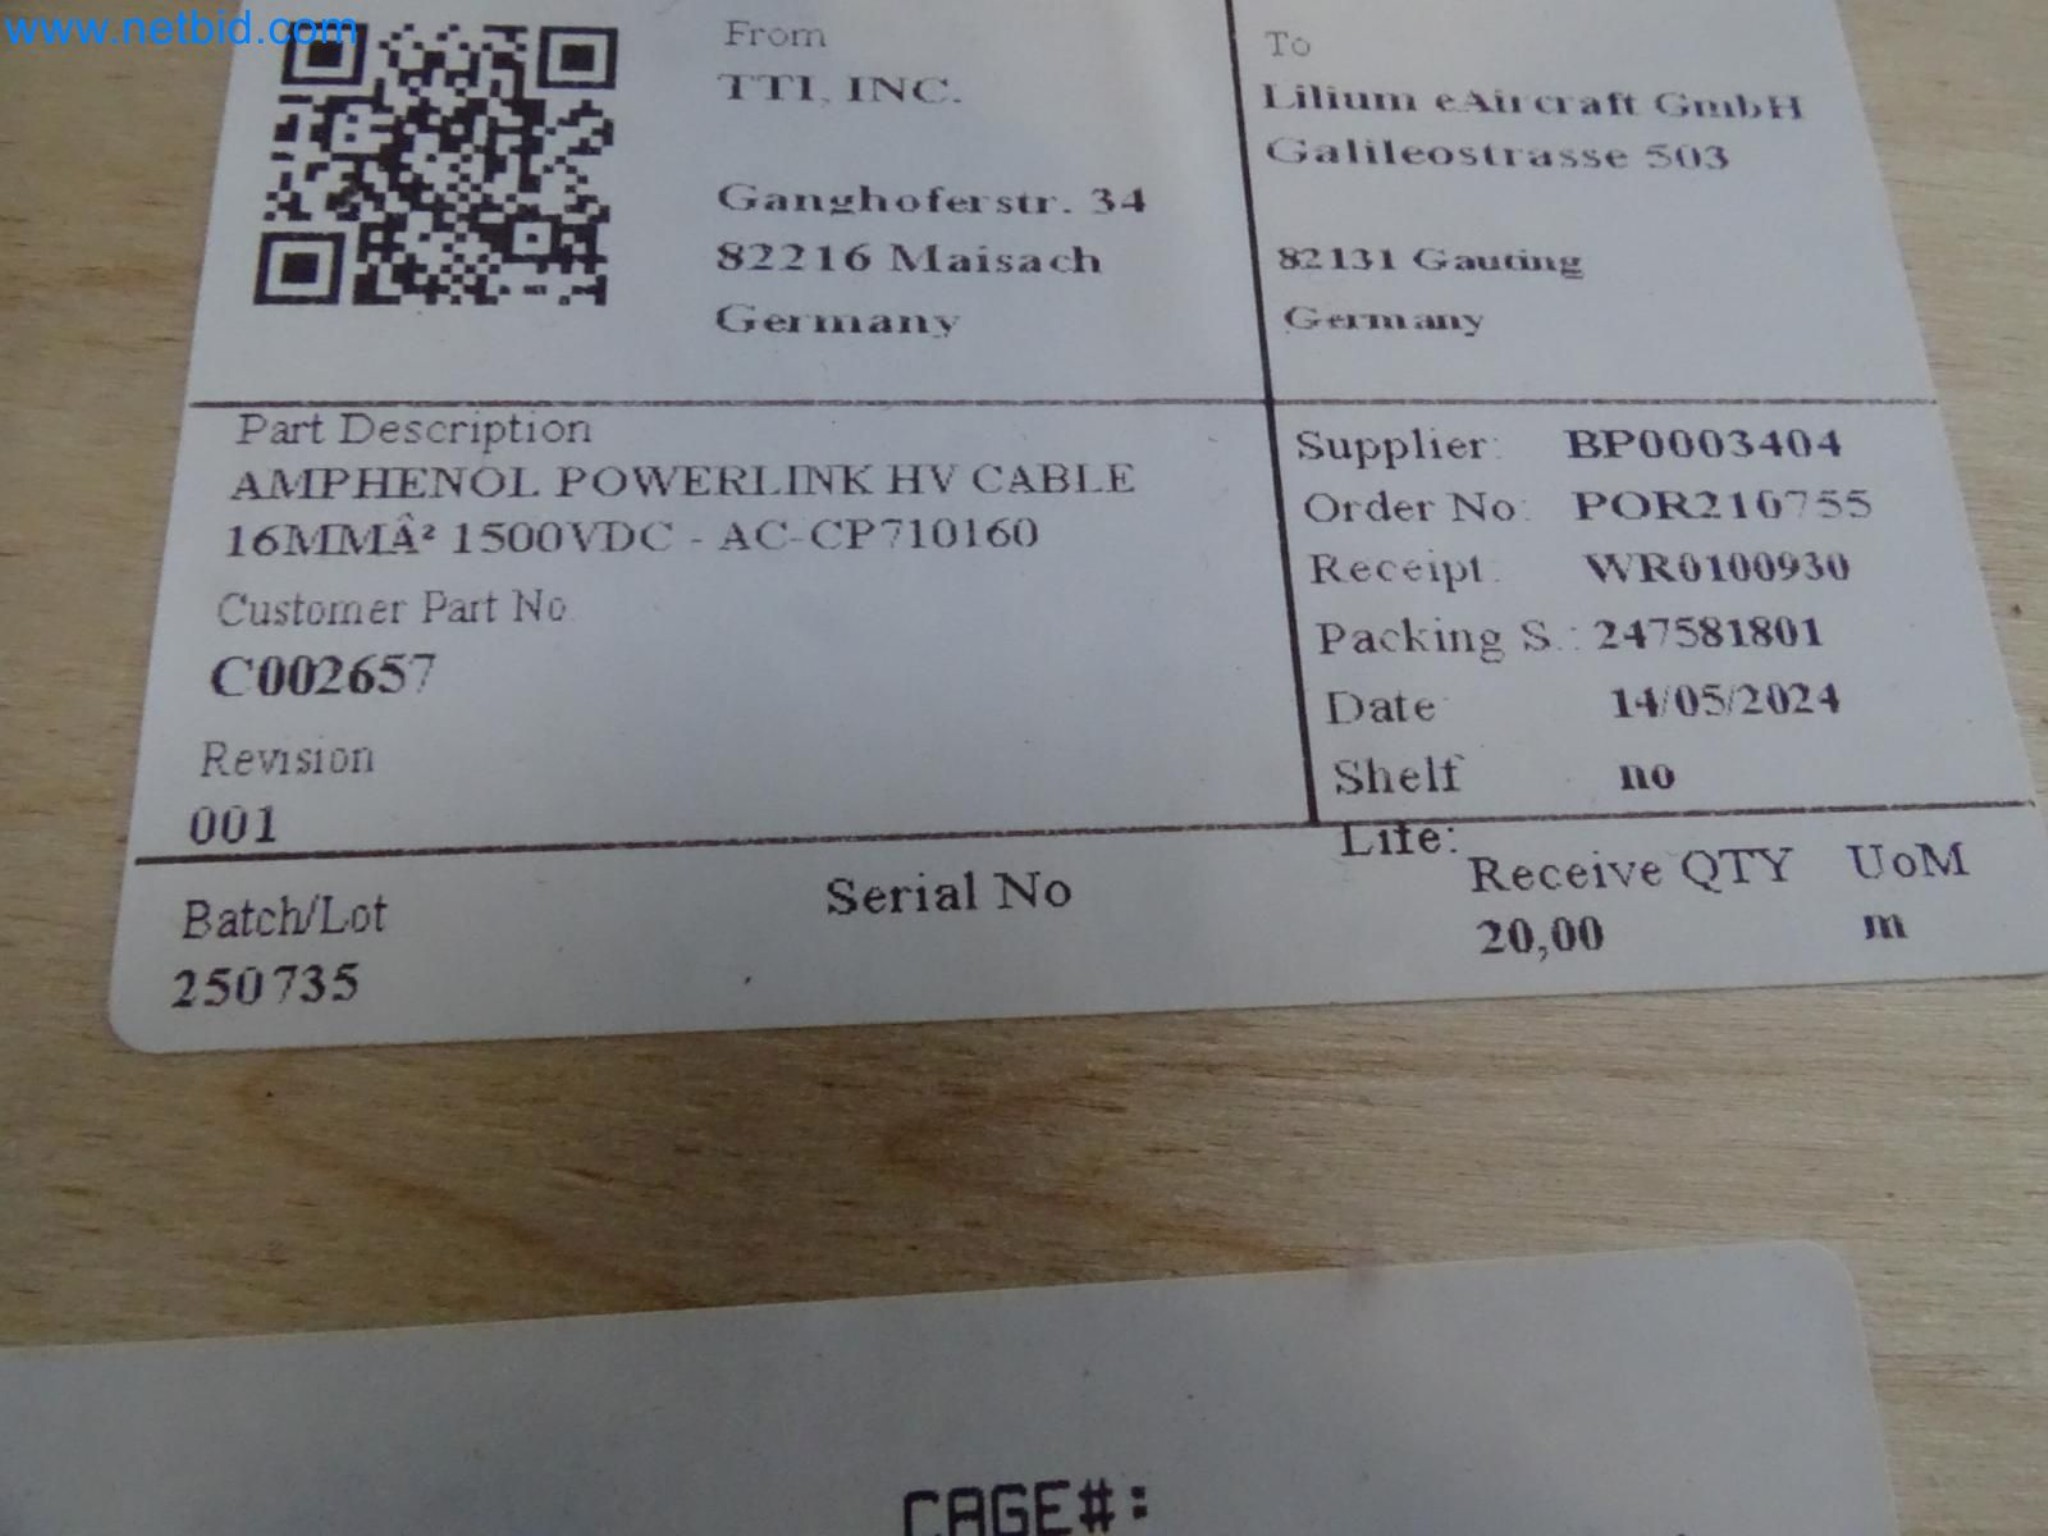 www.netbid.com
From
TTI, INC.
Ganghoferstr. 34
82216 Maisach
Germany
To
Lilium eAircraft GmbH
Galileostrasse 503
82131 Gauting
Germany
Part Description
AMPHENOL POWERLINK HV CABLE
16MMÂ² 1500VDC - AC-CP710160
Customer Part No
C002657
Revision
001
Supplier: BP0003404
Order No: POR210755
Receipt: WR0100930
Packing S.: 247581801
Date 14/05/2024
Shelf no
Life:
Batch/Lot
250735
Serial No
Receive QTY UoM
20,00 m
CAGE#: